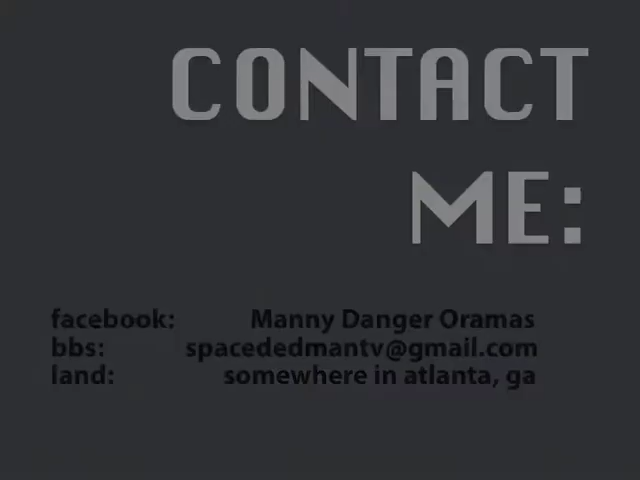 CONTACT
ME:
facebook: Manny Danger Oramas
bbs: spacededmantv@gmail.com
land: somewhere in atlanta, ga